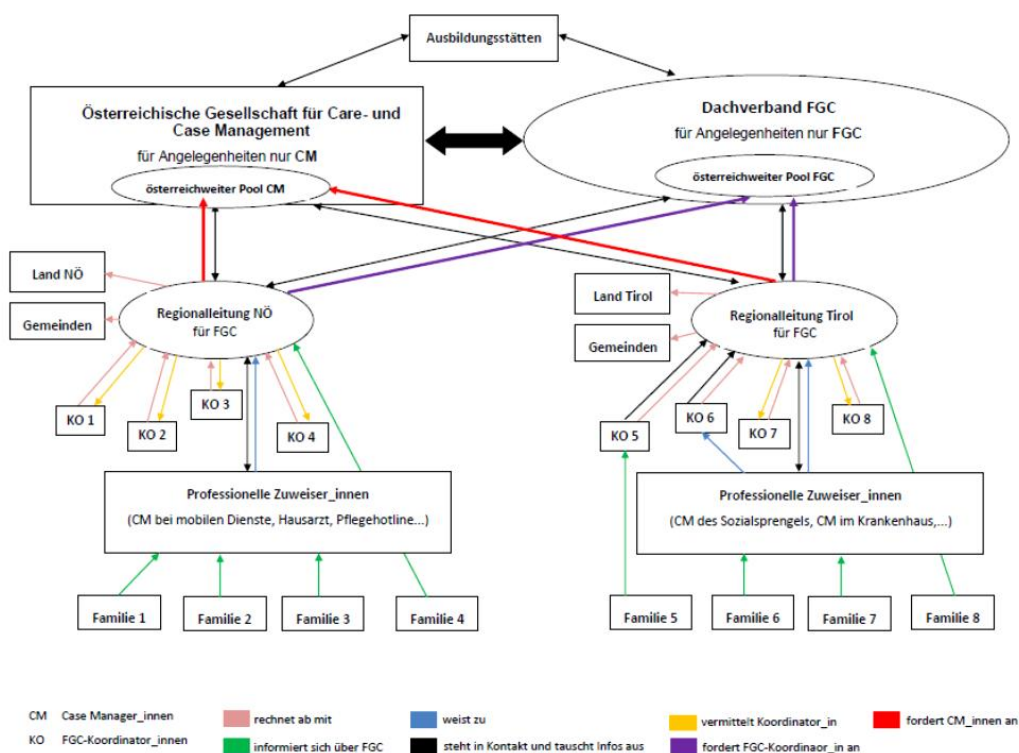 Ausbildungsstätten
Österreichische Gesellschaft für Care- und
Case Management
für Angelegenheiten nur CM
österreichweiter Pool CM
Dachverband FGC
für Angelegenheiten nur FGC
österreichweiter Pool FGC
Land NÖ
Gemeinden
Regionalleitung NÖ
für FGC
Land Tirol
Gemeinden
Regionalleitung Tirol
für FGC
KO 1
KO 2
KO 3
KO 4
KO 5
KO 6
KO 7
KO 8
Professionelle Zuweiser_innen
(CM bei mobilen Dienste, Hausarzt, Pflegehotline...)
Professionelle Zuweiser_innen
(CM des Sozialsprengels, CM im Krankenhaus,...)
Familie 1
Familie 2
Familie 3
Familie 4
Familie 5
Familie 6
Familie 7
Familie 8
CM Case Manager_innen
KO FGC-Koordinator_innen
rechnet ab mit
informiert sich über FGC
weist zu
steht in Kontakt und tauscht Infos aus
vermittelt Koordinator_in
fordert FGC-Koordinaor_in an
fordert CM_innen an